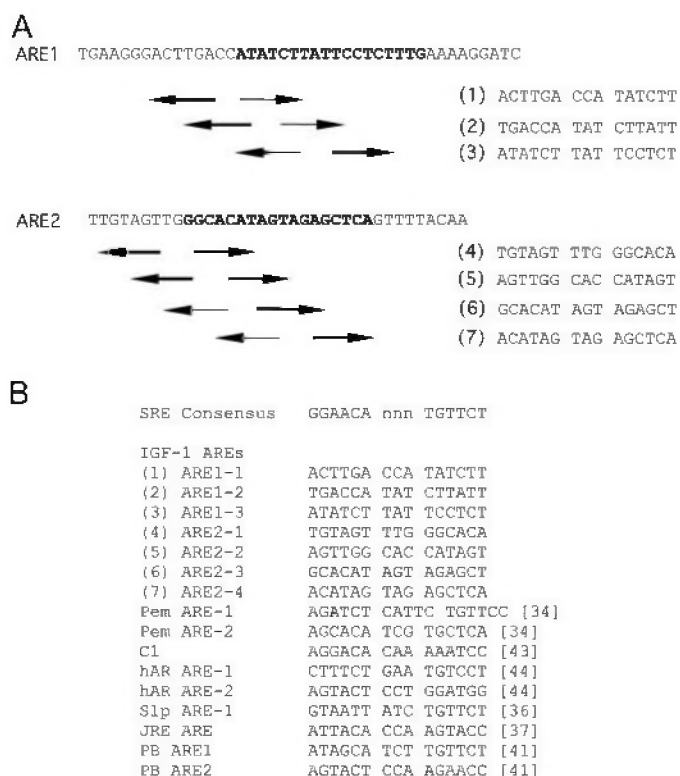 A
ARE1 TGAAGGGACTTGACCATATCTTATTCCTCTTTGAAAAGGATC
(1) ACTTGA CCA TATCTT
(2) TGACCA TAT CTTATT
(3) ATATCT TAT TCCTCT
ARE2 TTGTAGTTGGGCACATAGTAGAGCTCAGTTTTACAA
(4) TGTAGT TTG GGCACA
(5) AGTTGG CAC CATAGT
(6) GCACAT AGT AGAGCT
(7) ACATAG TAG AGCTCA
B
SRE Consensus GGAACA nnn TGTTCT
IGF-1 AREs
(1) ARE1-1 ACTTGA CCA TATCTT
(2) ARE1-2 TGACCA TAT CTTATT
(3) ARE1-3 ATATCT TAT TCCTCT
(4) ARE2-1 TGTAGT TTG GGCACA
(5) ARE2-2 AGTTGG CAC CATAGT
(6) ARE2-3 GCACAT AGT AGAGCT
(7) ARE2-4 ACATAG TAG AGCTCA
Pem ARE-1 AGATCT CATTC TGTTCC [34]
Pem ARE-2 AGCACA TCG TGCTCA [34]
C1 AGGACA CAA AAATCC [43]
hAR ARE-1 CTTTCT GAA TGTCCT [44]
hAR ARE-2 AGTACT CCT GGATGG [44]
Slp ARE-1 GTAATT ATC TGTTCT [36]
JRE ARE ATTACA CCA AGTACC [37]
PB ARE1 ATAGCA TCT TGTTCT [41]
PB ARE2 AGTACT CCA AGAACC [41]